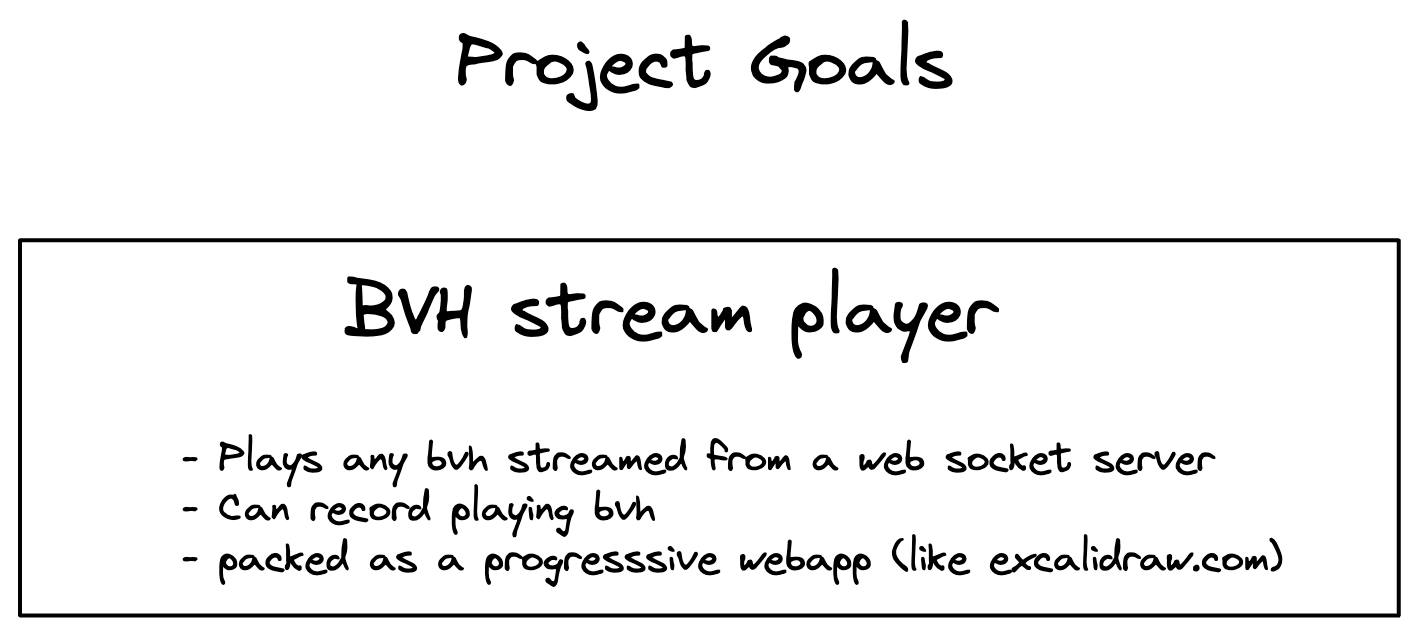 Project Goals
BVH stream player
- Plays any bvh streamed from a web socket server
- Can record playing bvh
- packed as a progresssive webapp (like excalidraw.com)